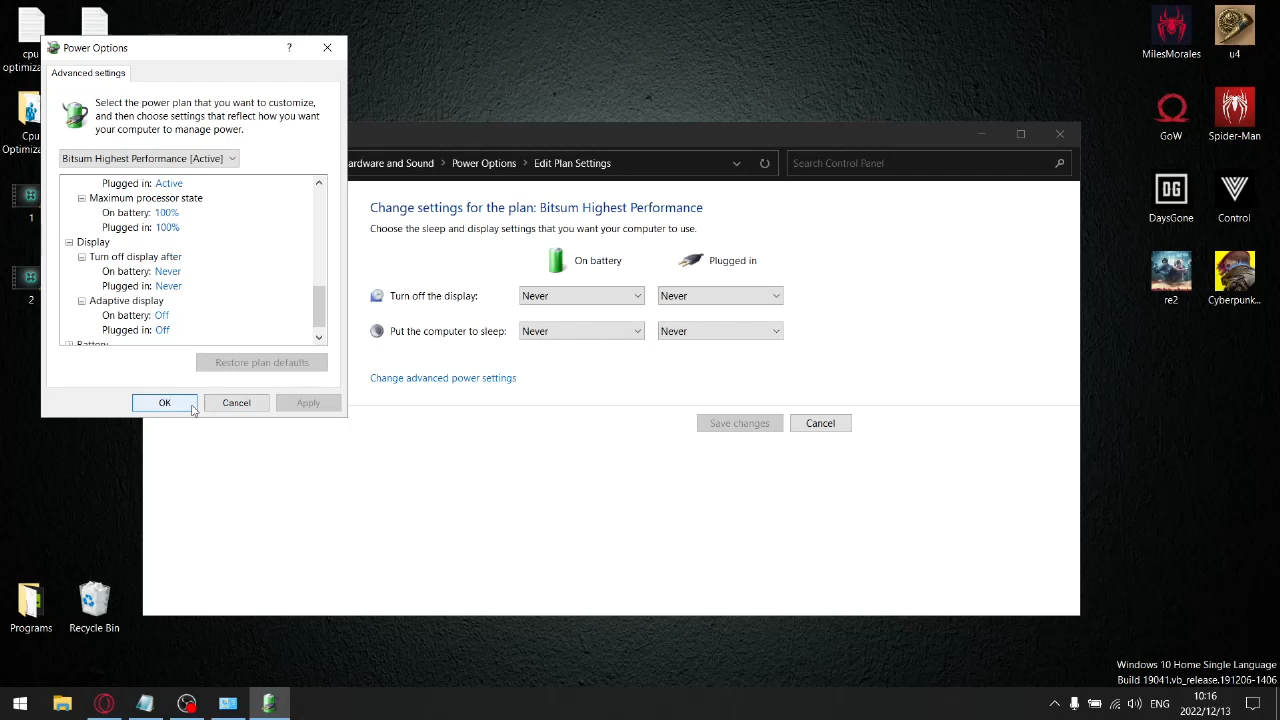 cpu
optimiza
Cpu
Optimiza
1
2
Programs
Recycle Bin
Power Options
?
Advanced settings
Select the power plan that you want to customize,
and then choose settings that reflect how you want
your computer to manage power.
Bitsum Highest Performance [Active]
Plugged in: Active
Maximum processor state
On battery: 100%
Plugged in: 100%
Display
Turn off display after
On battery: Never
Plugged in: Never
Adaptive display
On battery: Off
Plugged in: Off
Battery
Restore plan defaults
OK Cancel Apply
ardware and Sound > Power Options > Edit Plan Settings
Search Control Panel
Change settings for the plan: Bitsum Highest Performance
Choose the sleep and display settings that you want your computer to use.
On battery Plugged in
Turn off the display: Never Never
Put the computer to sleep: Never Never
Change advanced power settings
Save changes Cancel
MilesMorales u4
GoW Spider-Man
DG
DaysGone Control
re2 Cyberpunk...
Windows 10 Home Single Language
Build 19041.vb_release.191206-1406
ENG
10:16
2022/12/13